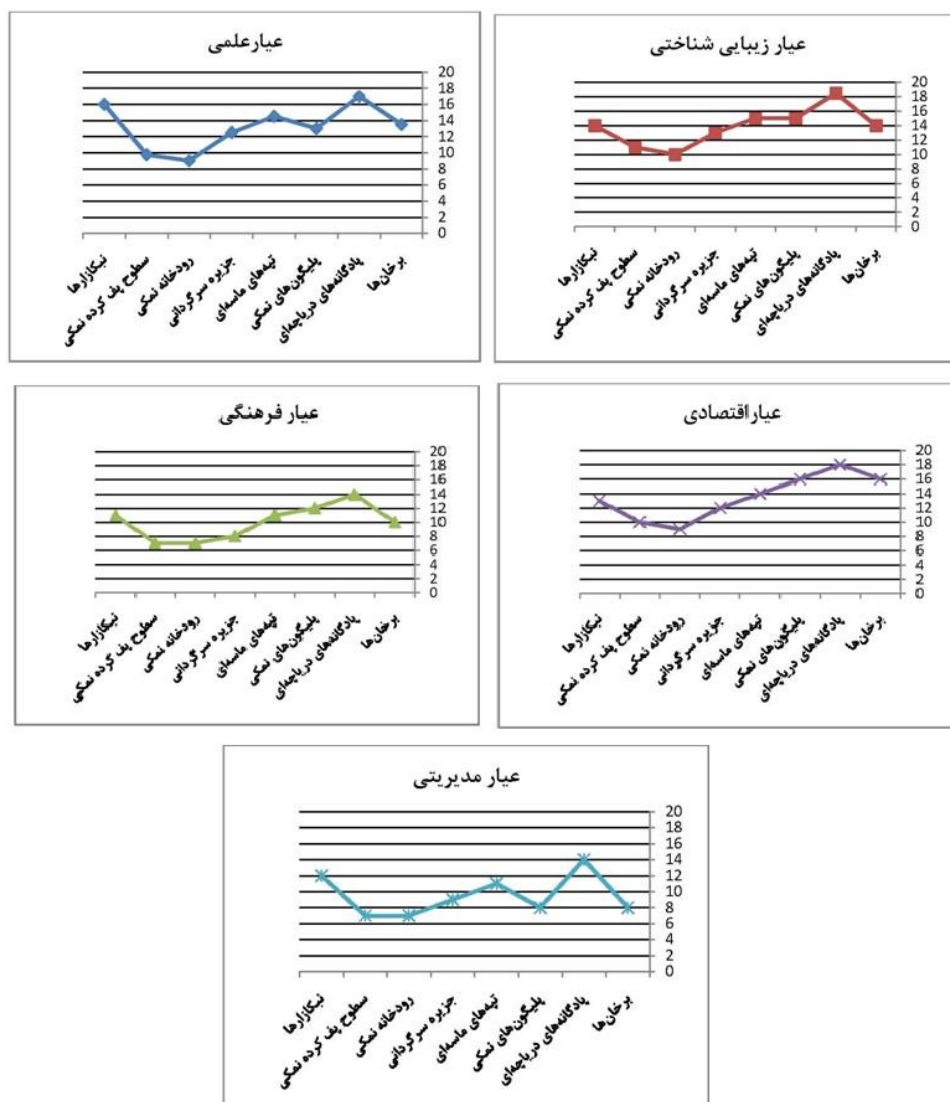 عیار زیبایی شناختی
20
18
16
14
12
10
8
6
4
2
0
برخان‌ها
پادگانه‌های دریاچه‌ای
پلیگون‌های نمکی
تپه‌های ماسه‌ای
جزیره سرگردانی
رودخانه نمکی
سطوح پف کرده نمکی
نبکازارها
عیارعلمی
20
18
16
14
12
10
8
6
4
2
0
برخان‌ها
پادگانه‌های دریاچه‌ای
پلیگون‌های نمکی
تپه‌های ماسه‌ای
جزیره سرگردانی
رودخانه نمکی
سطوح پف کرده نمکی
نبکازارها
عیاراقتصادی
20
18
16
14
12
10
8
6
4
2
0
برخان‌ها
پادگانه‌های دریاچه‌ای
پلیگون‌های نمکی
تپه‌های ماسه‌ای
جزیره سرگردانی
رودخانه نمکی
سطوح پف کرده نمکی
نبکازارها
عیار فرهنگی
20
18
16
14
12
10
8
6
4
2
0
برخان‌ها
پادگانه‌های دریاچه‌ای
پلیگون‌های نمکی
تپه‌های ماسه‌ای
جزیره سرگردانی
رودخانه نمکی
سطوح پف کرده نمکی
نبکازارها
عیار مدیریتی
20
18
16
14
12
10
8
6
4
2
0
برخان‌ها
پادگانه‌های دریاچه‌ای
پلیگون‌های نمکی
تپه‌های ماسه‌ای
جزیره سرگردانی
رودخانه نمکی
سطوح پف کرده نمکی
نبکازارها